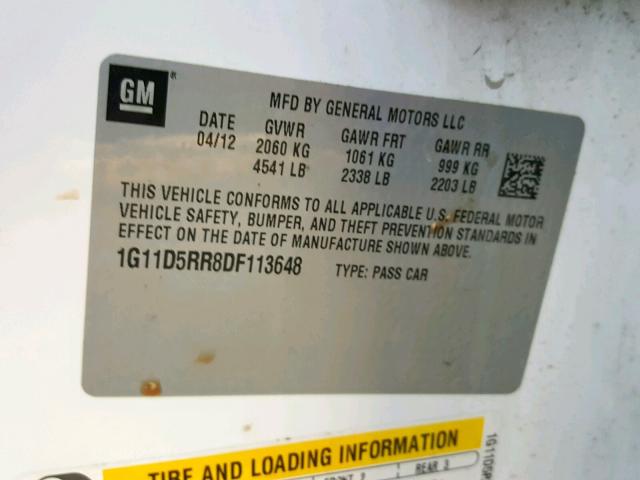 GM ®
MFD BY GENERAL MOTORS LLC
DATE GVWR GAWR FRT GAWR RR
04/12 2060 KG 1061 KG 999 KG
4541 LB 2338 LB 2203 LB
THIS VEHICLE CONFORMS TO ALL APPLICABLE U.S. FEDERAL MOTOR
VEHICLE SAFETY, BUMPER, AND THEFT PREVENTION STANDARDS IN
EFFECT ON THE DATE OF MANUFACTURE SHOWN ABOVE.
1G11D5RR8DF113648 TYPE: PASS CAR
TIRE AND LOADING INFORMATION
REAR 3